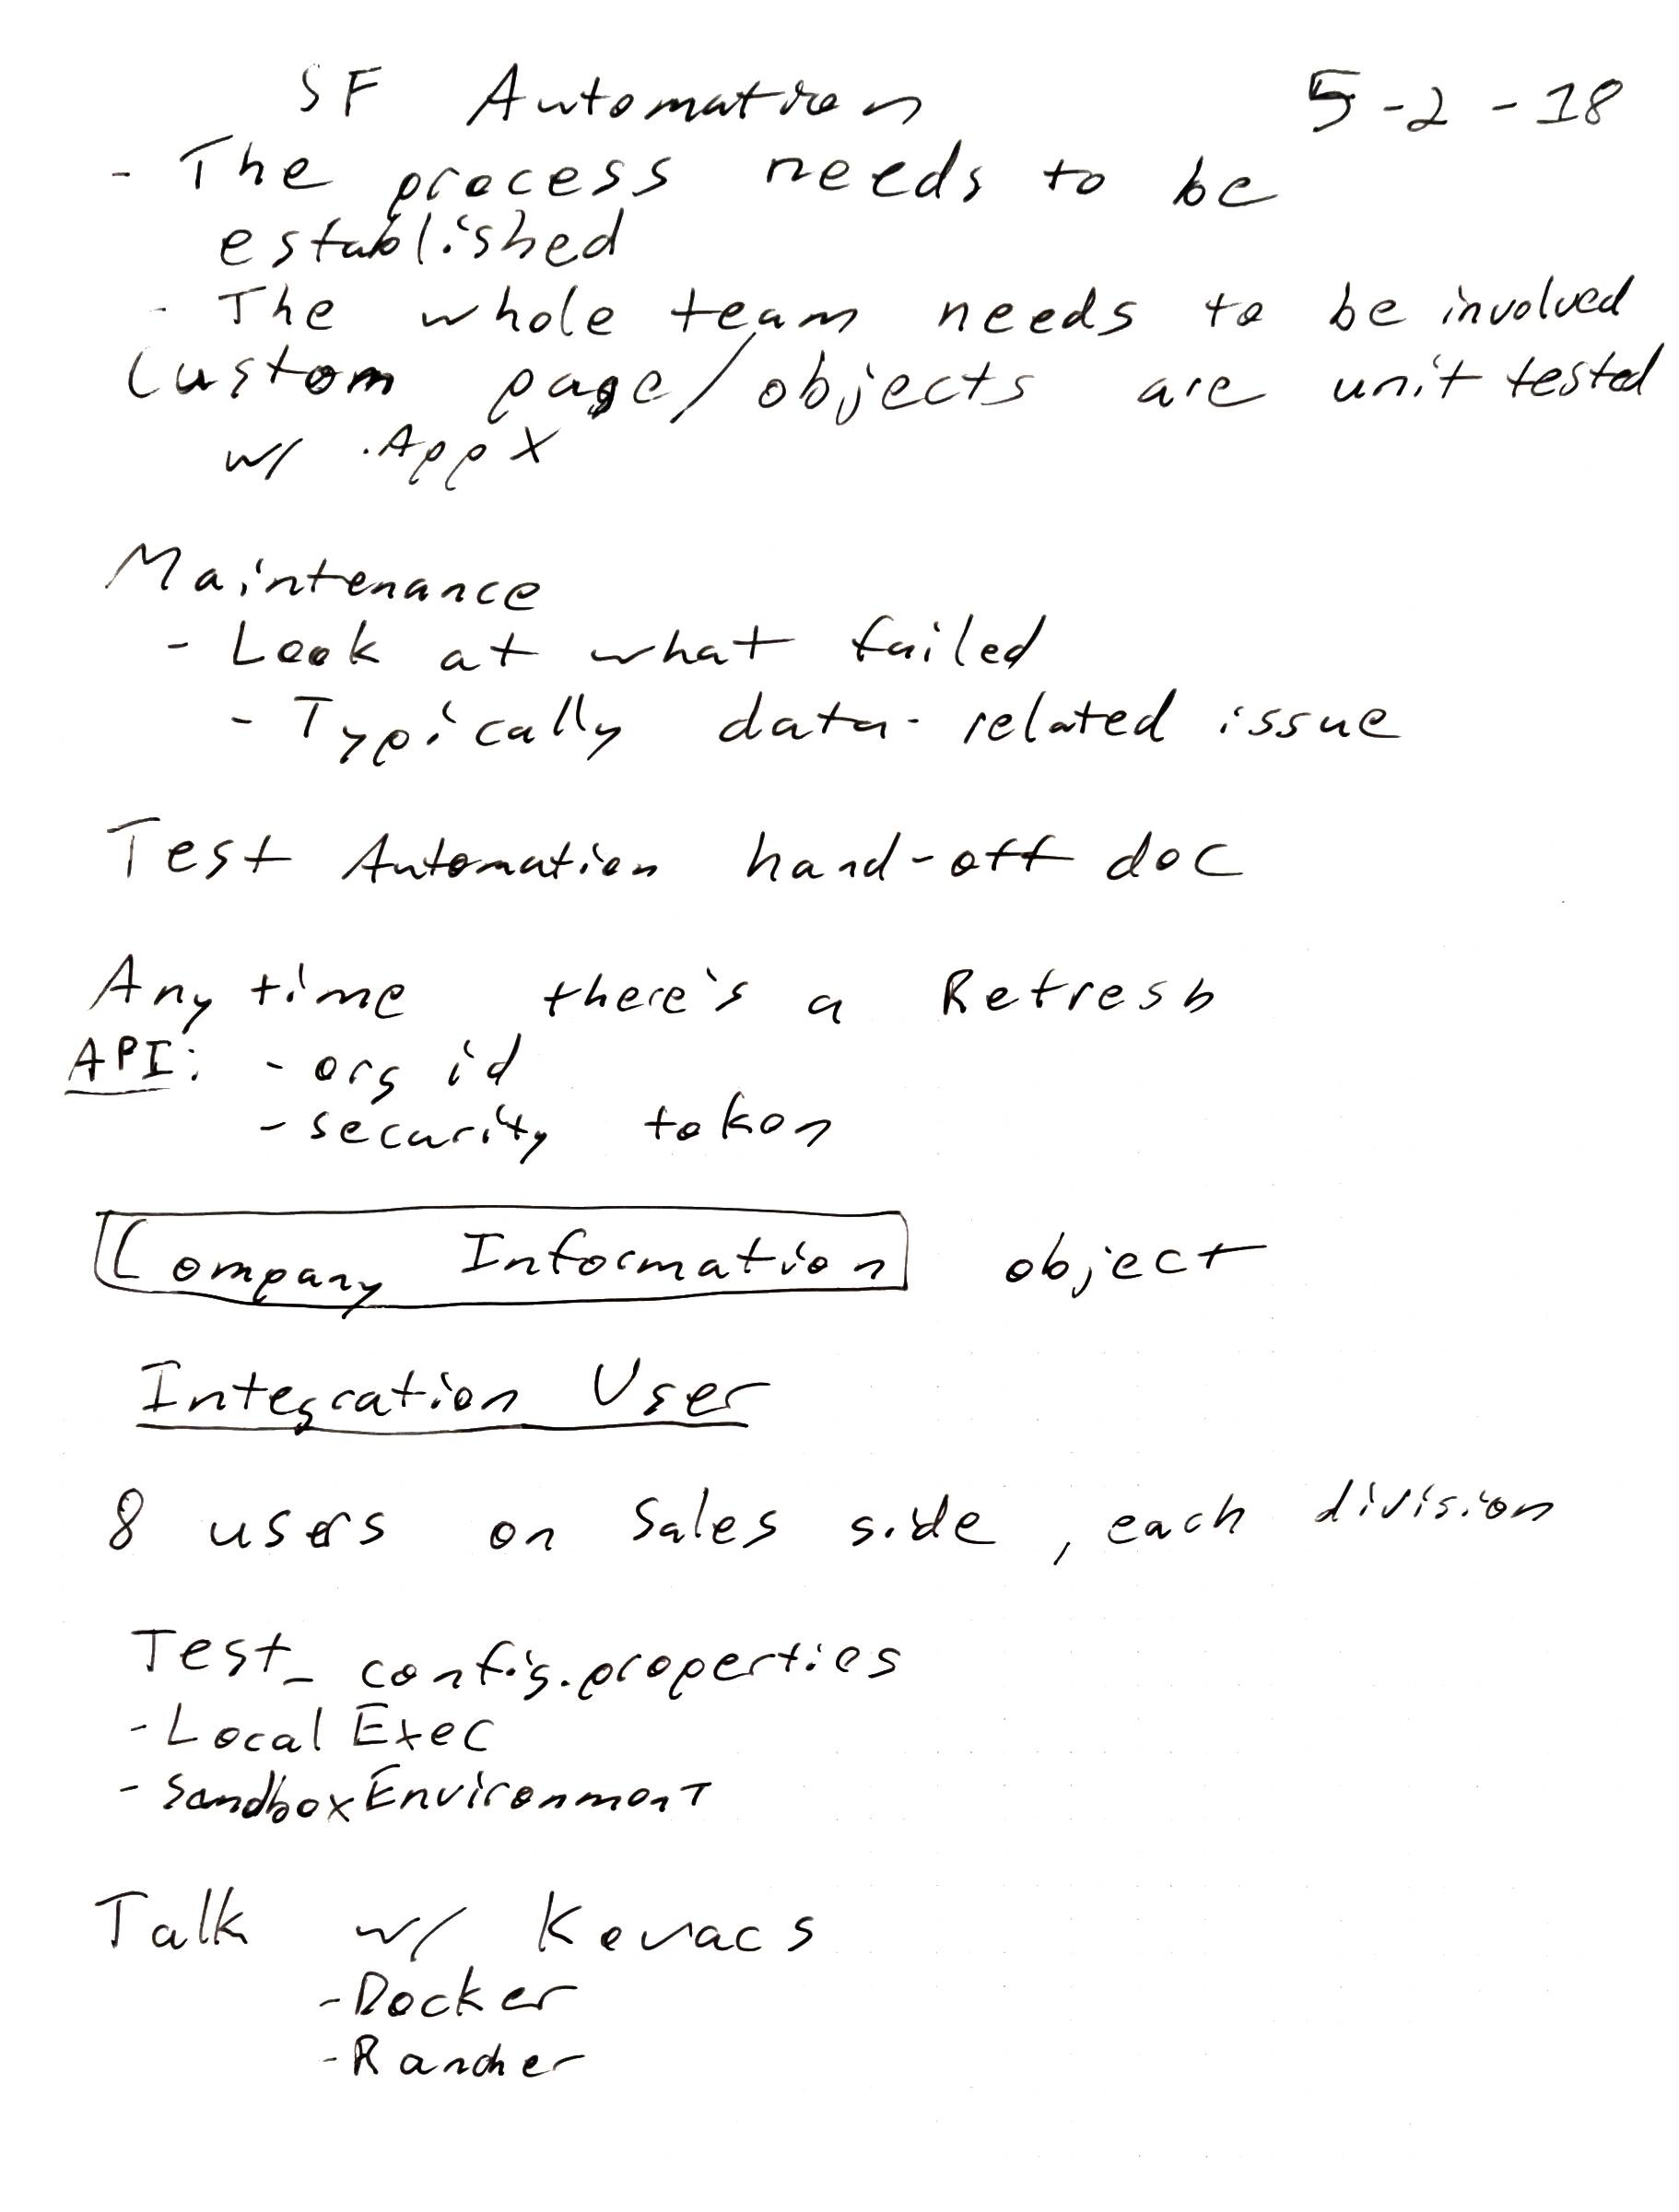 SF Automation 5-2-18
- The process needs to be
established
- The whole team needs to be involved
Custom page/objects are unit tested
w/ .AppX
Maintenance
- Look at what failed
- Typically data-related issue
Test Automation hand-off doc
Any time there's a Refresh
API: - org id
- security token
Company Information object
Integration User
8 users on Sales side, each division
Test_config.properties
- Local Exec
- SandboxEnvironment
Talk w/ Kovacs
- Docker
- Rancher